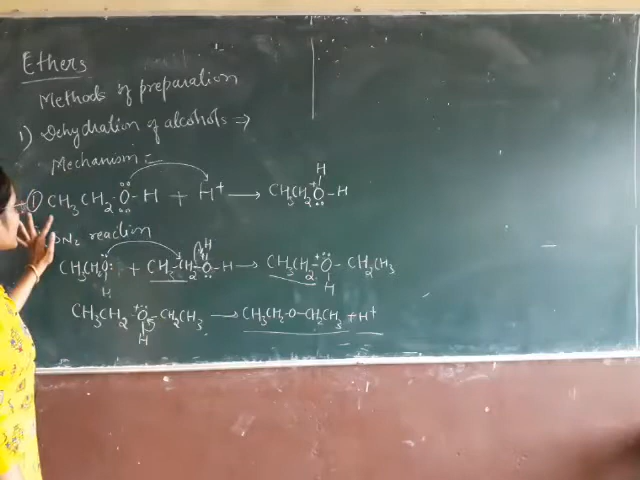 Ethers
Methods of preparation
1) Dehydration of alcohols ⇒
Mechanism :-
① CH₃CH₂-Ö-H + H⁺ → CH₃CH₂-O⁺-H
H
SN₂ reaction
CH₃CH₂Ö: + CH₃-CH₂-O-H → CH₃CH₂-⁺Ö-CH₂CH₃
H H H
CH₃CH₂-⁺Ö-CH₂CH₃ → CH₃CH₂-O-CH₂CH₃ + H⁺
H